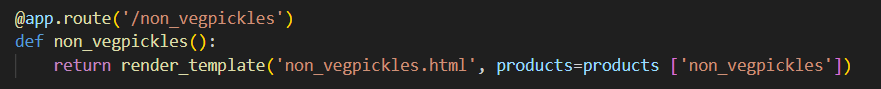 @app.route('/non_vegpickles')
def non_vegpickles():
    return render_template('non_vegpickles.html', products=products ['non_vegpickles'])